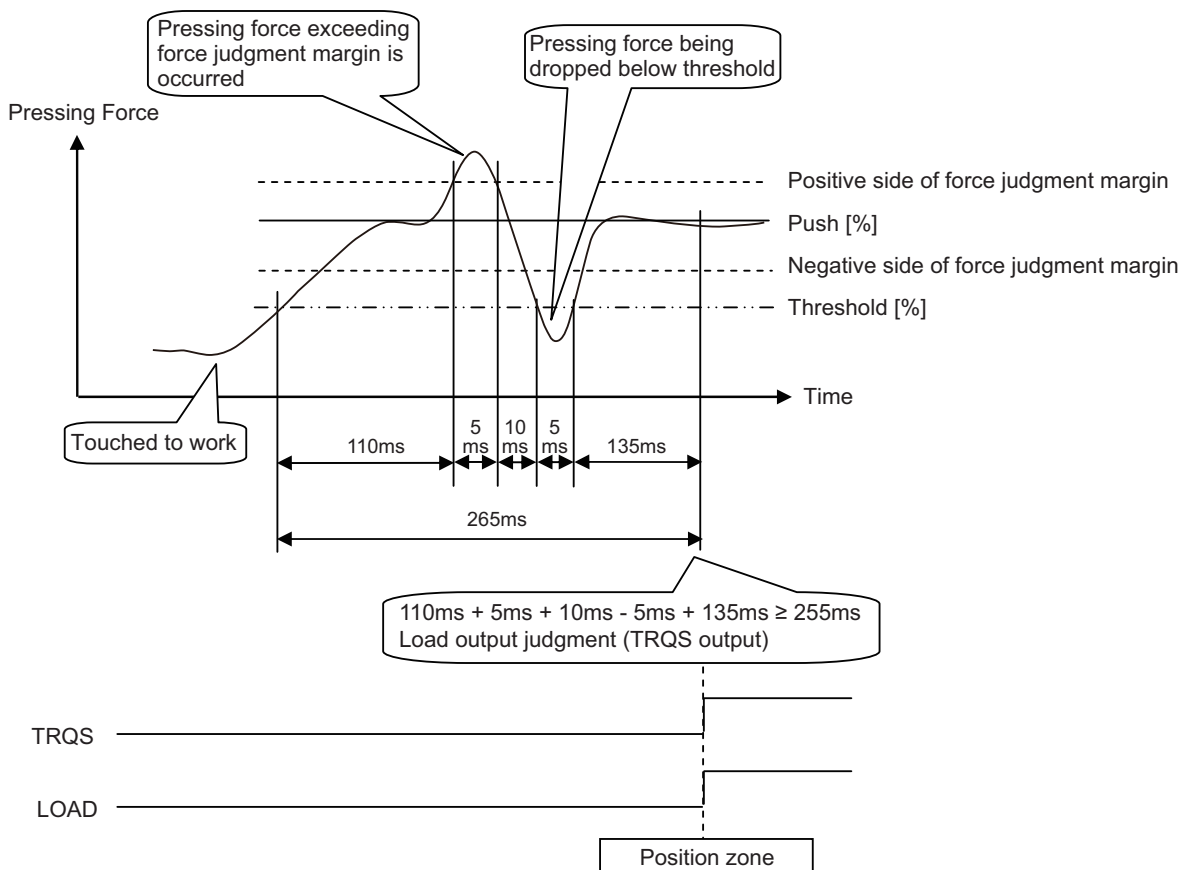 Pressing force exceeding
force judgment margin is
occurred
Pressing force being
dropped below threshold
Pressing Force
Positive side of force judgment margin
Push [%]
Negative side of force judgment margin
Threshold [%]
Time
Touched to work
110ms
5
ms
10
ms
5
ms
135ms
265ms
110ms + 5ms + 10ms - 5ms + 135ms ≥ 255ms
Load output judgment (TRQS output)
TRQS
LOAD
Position zone